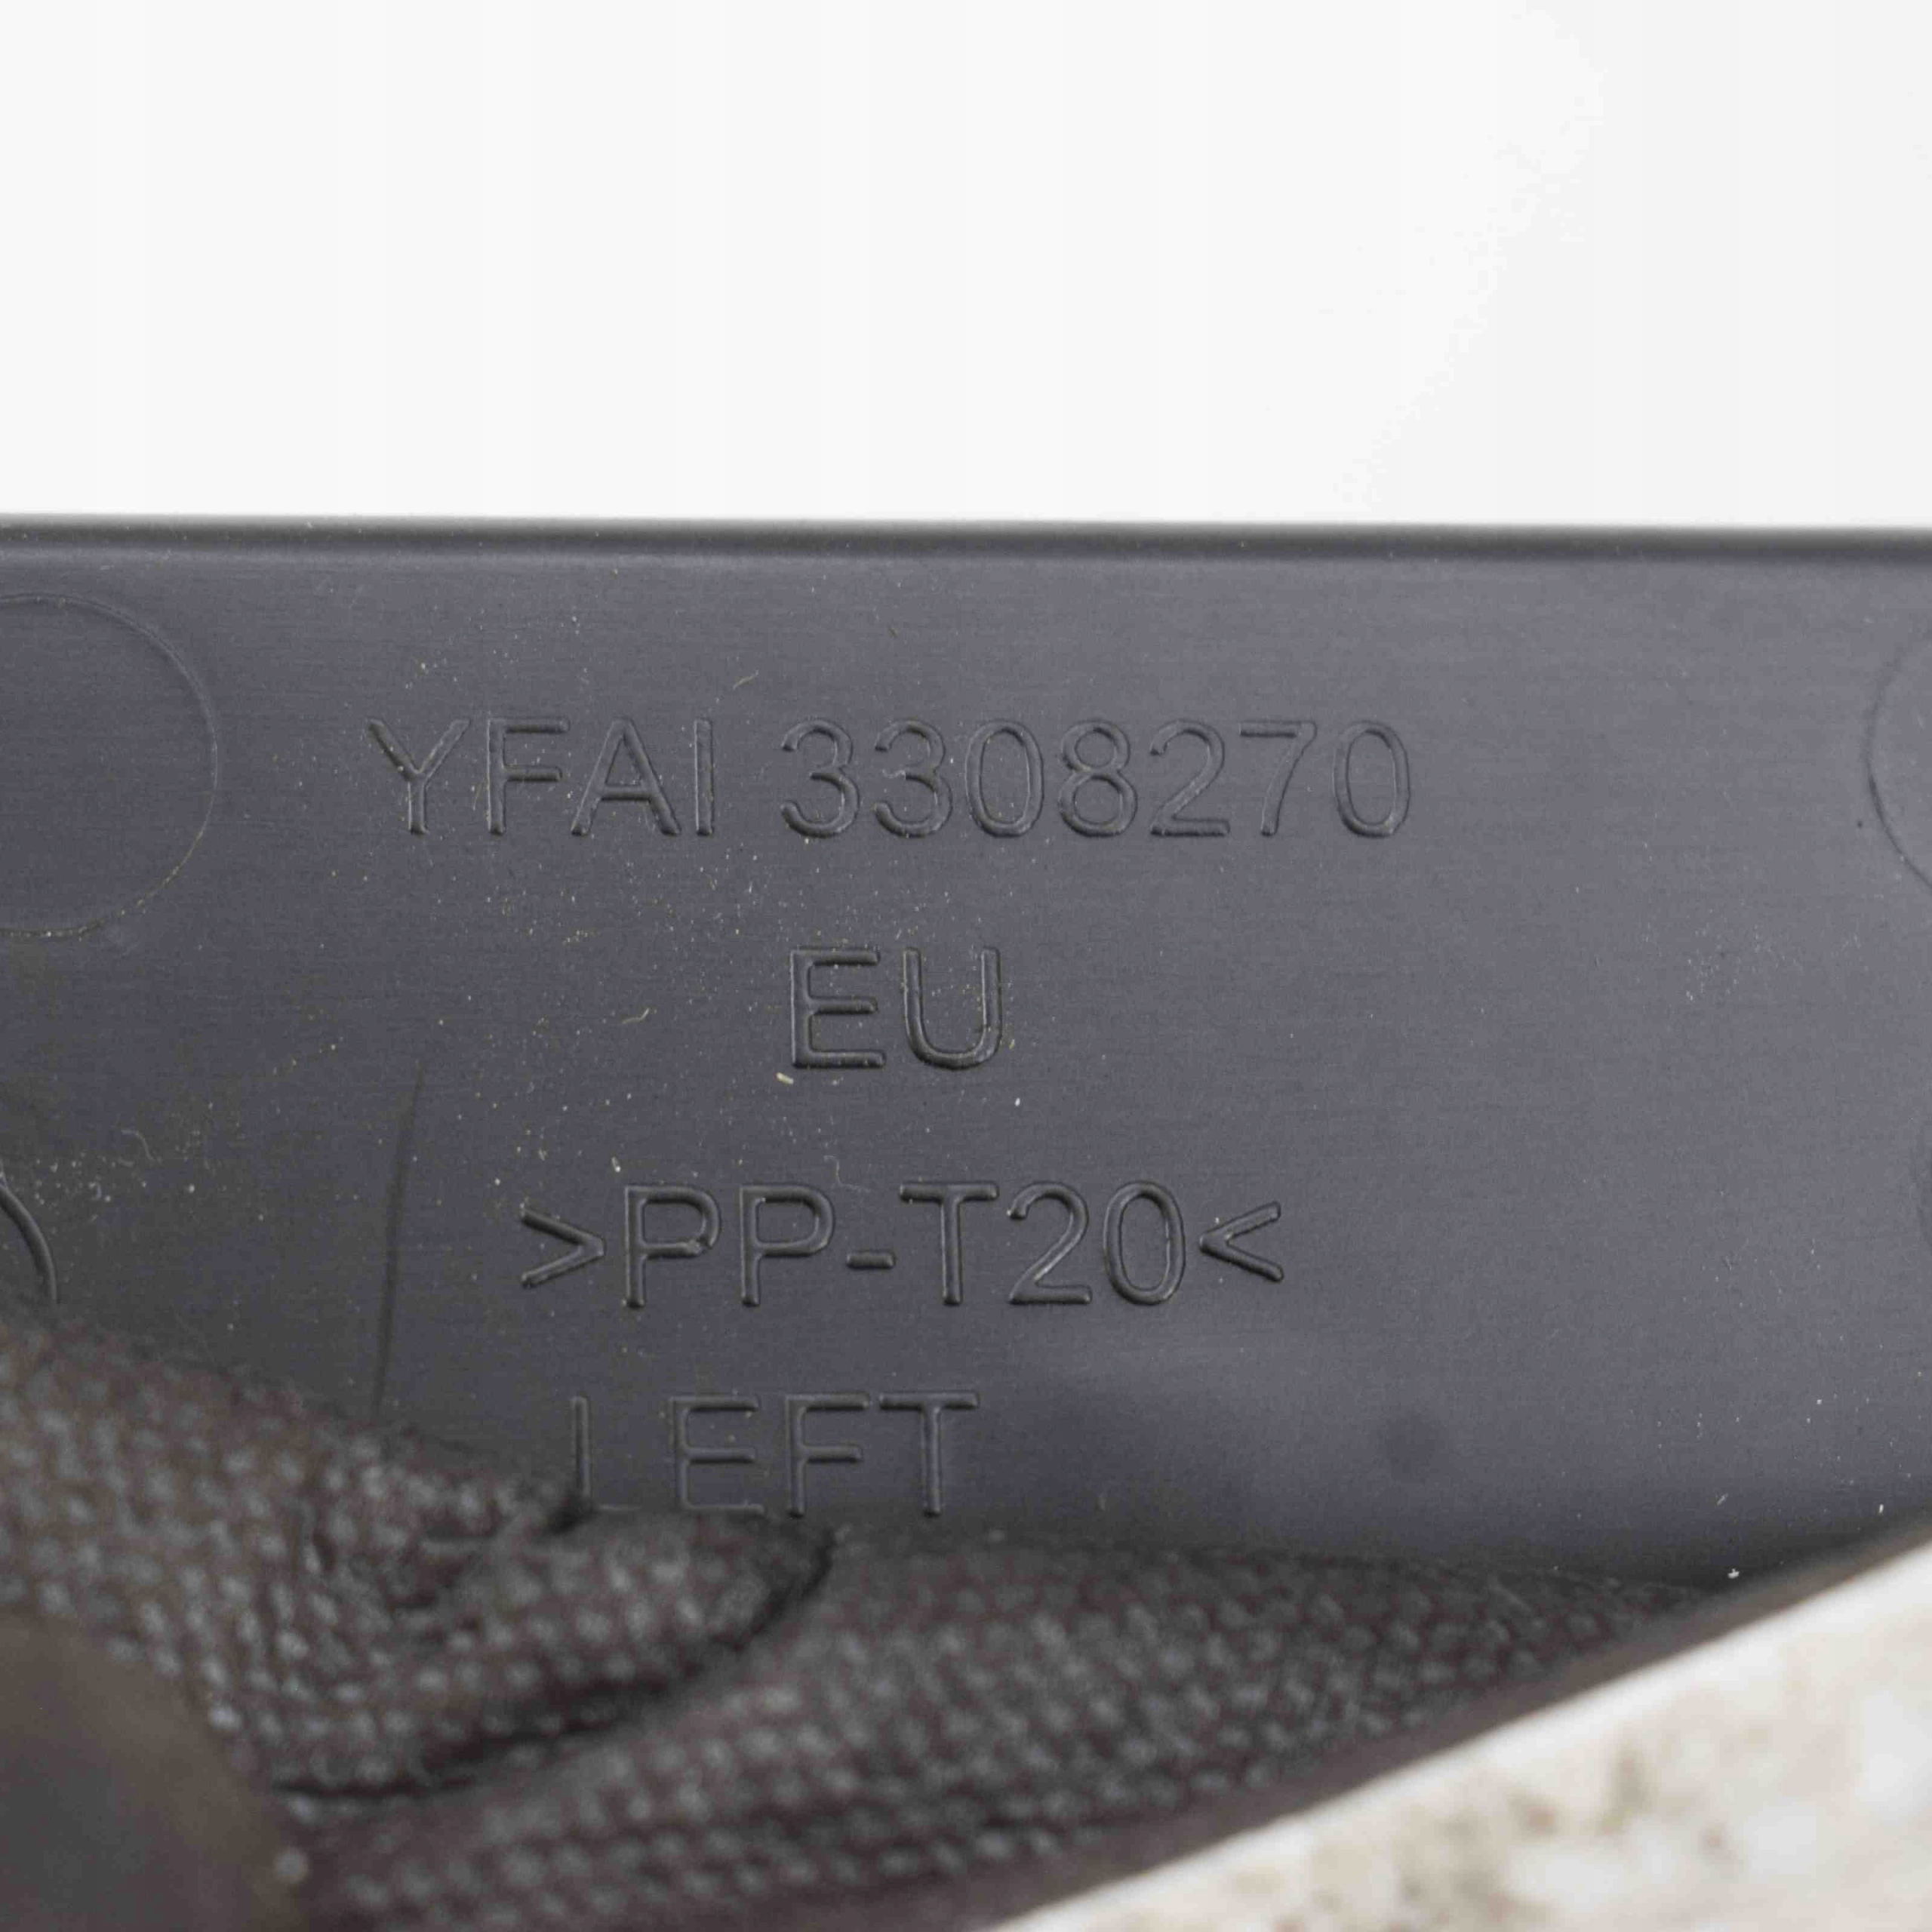 YFAI 3308270
EU
>PP-T20<
LEFT